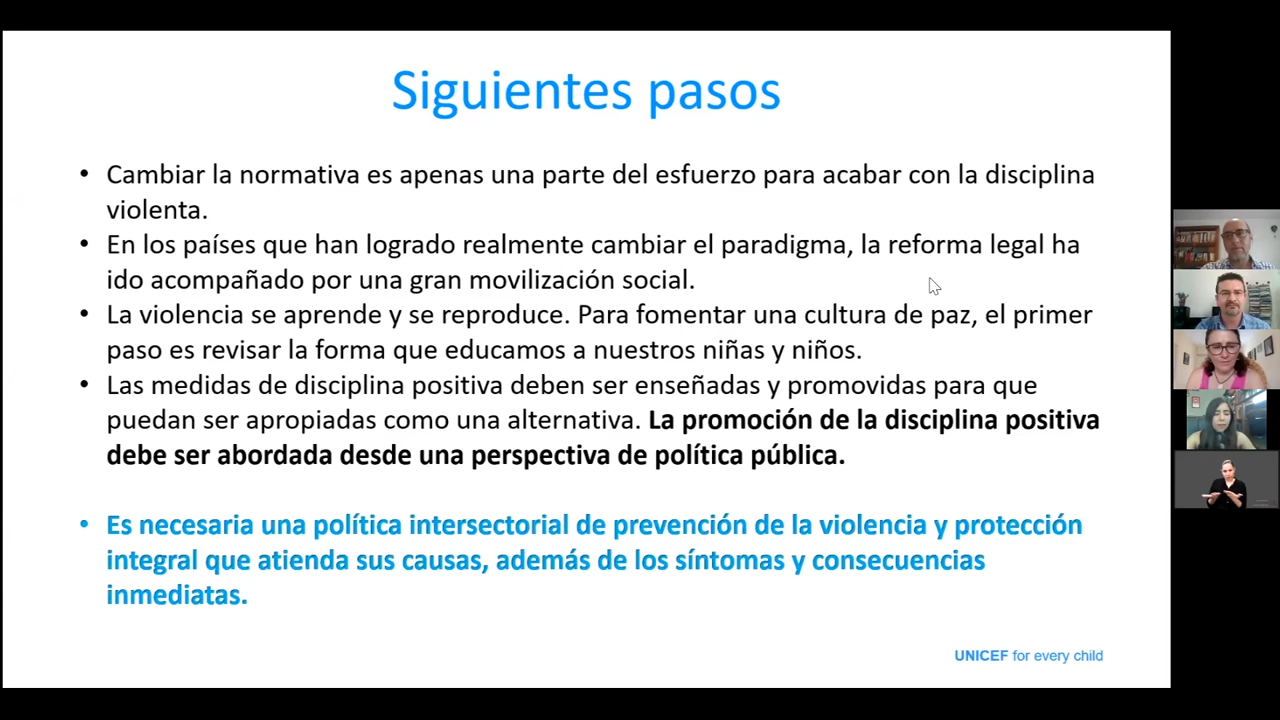 Siguientes pasos
• Cambiar la normativa es apenas una parte del esfuerzo para acabar con la disciplina
violenta.
• En los países que han logrado realmente cambiar el paradigma, la reforma legal ha
ido acompañado por una gran movilización social.
• La violencia se aprende y se reproduce. Para fomentar una cultura de paz, el primer
paso es revisar la forma que educamos a nuestros niñas y niños.
• Las medidas de disciplina positiva deben ser enseñadas y promovidas para que
puedan ser apropiadas como una alternativa. La promoción de la disciplina positiva
debe ser abordada desde una perspectiva de política pública.
• Es necesaria una política intersectorial de prevención de la violencia y protección
integral que atienda sus causas, además de los síntomas y consecuencias
inmediatas.
UNICEF for every child